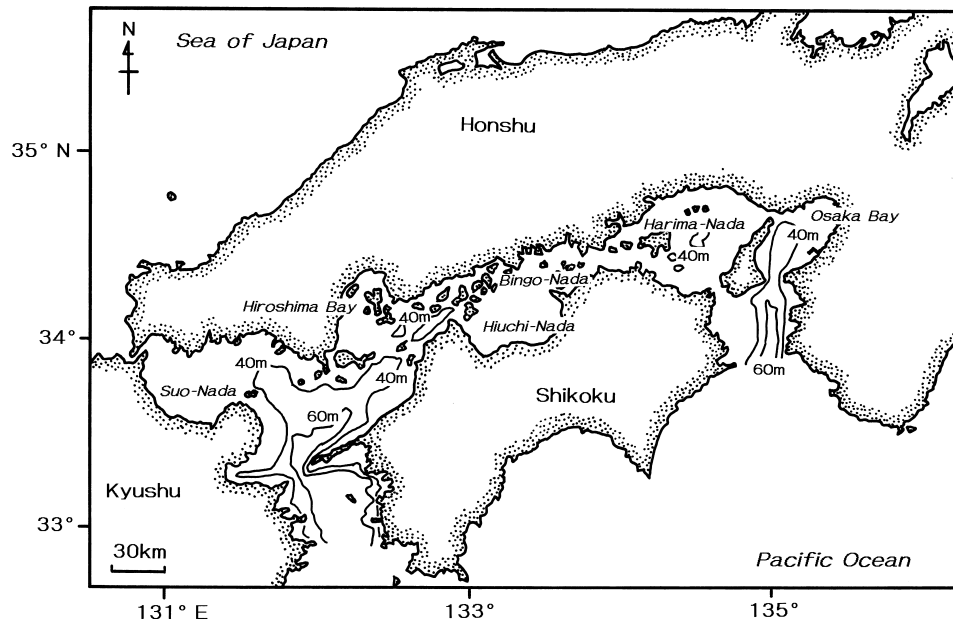 N
Sea of Japan
Honshu
35° N
Osaka Bay
Harima-Nada
40m
40m
Bingo-Nada
Hiroshima Bay
40m
Hiuchi-Nada
34°
40m
40m
60m
Suo-Nada
Shikoku
60m
Kyushu
33°
30km
Pacific Ocean
131° E
133°
135°